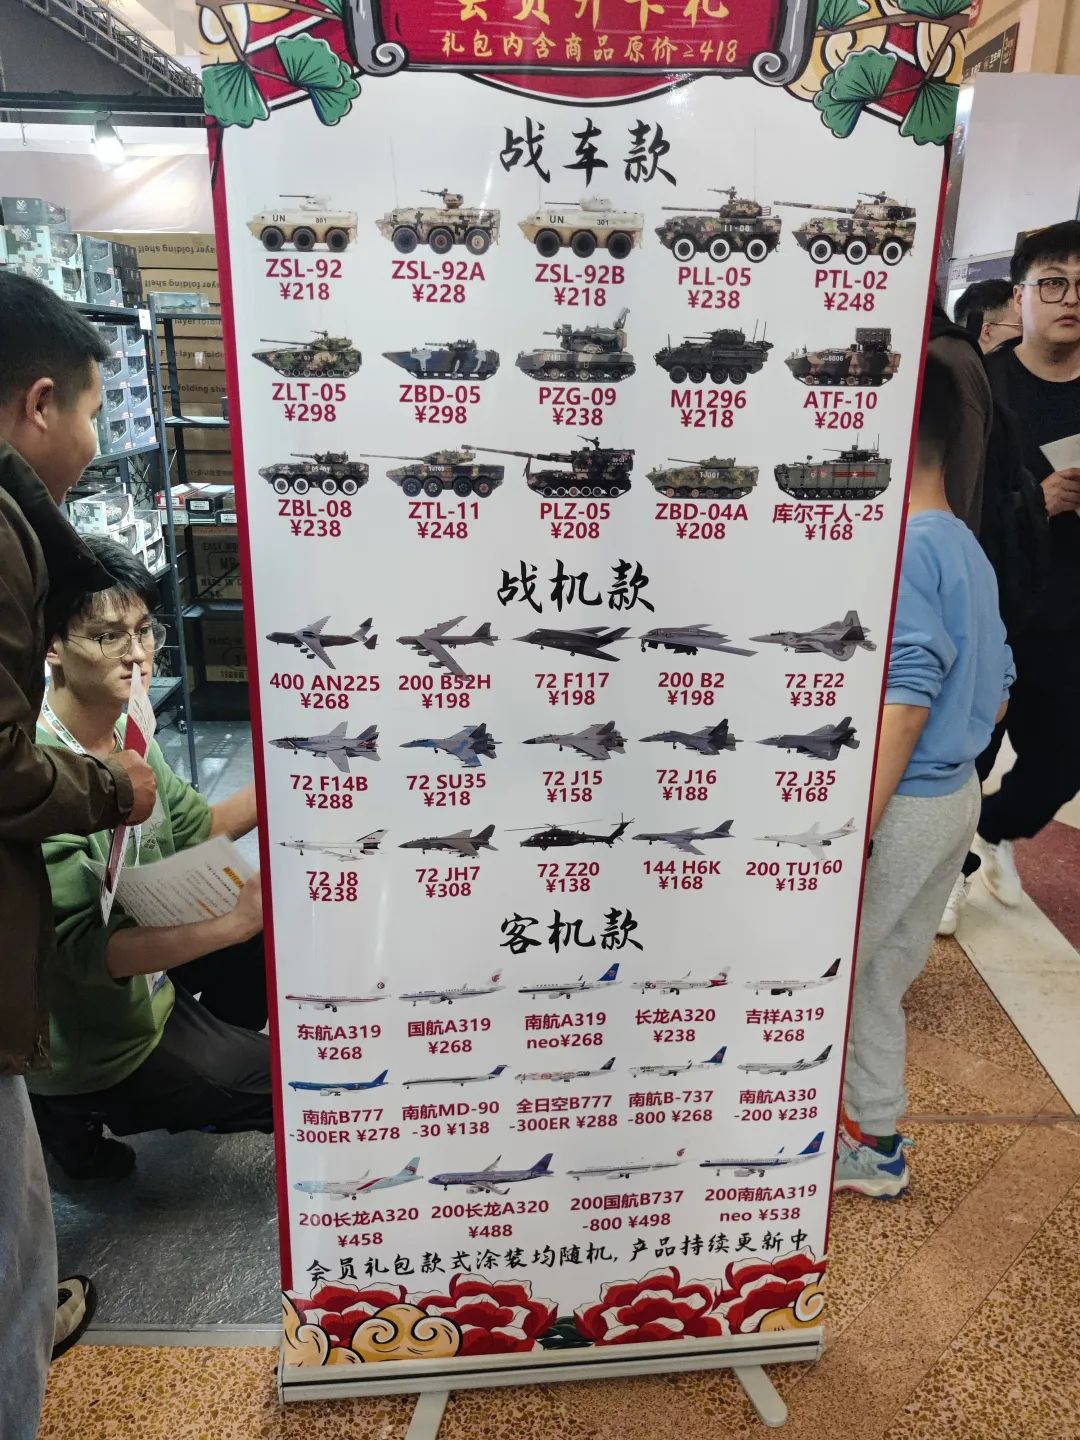 会员开卡礼
礼包内含商品原价≥418
战车款
UN 801
UN 301
11-08
ZSL-92 ZSL-92A ZSL-92B PLL-05 PTL-02
¥218 ¥228 ¥218 ¥238 ¥248
ZLT-05 ZBD-05 PZG-09 M1296 ATF-10
¥298 ¥298 ¥238 ¥218 ¥208
ZBL-08 ZTL-11 PLZ-05 ZBD-04A 库尔干人-25
¥238 ¥248 ¥208 ¥208 ¥168
战机款
400 AN225 200 B52H 72 F117 200 B2 72 F22
¥268 ¥198 ¥198 ¥198 ¥338
72 F14B 72 SU35 72 J15 72 J16 72 J35
¥288 ¥218 ¥158 ¥188 ¥168
72 J8 72 JH7 72 Z20 144 H6K 200 TU160
¥238 ¥308 ¥138 ¥168 ¥138
客机款
东航A319 国航A319 南航A319 长龙A320 吉祥A319
¥268 ¥268 neo¥268 ¥238 ¥268
南航B777 南航MD-90 全日空B777 南航B-737 南航A330
-300ER ¥278 -30 ¥138 -300ER ¥288 -800 ¥268 -200 ¥238
200长龙A320 200长龙A320 200国航B737 200南航A319
¥458 ¥488 -800 ¥498 neo ¥538
会员礼包款式涂装均随机，产品持续更新中